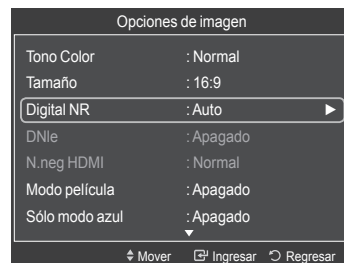 Opciones de imagen
Tono Color : Normal
Tamaño : 16:9
Digital NR : Auto
DNIe : Apagado
N.neg HDMI : Normal
Modo película : Apagado
Sólo modo azul : Apagado
Mover Ingresar Regresar